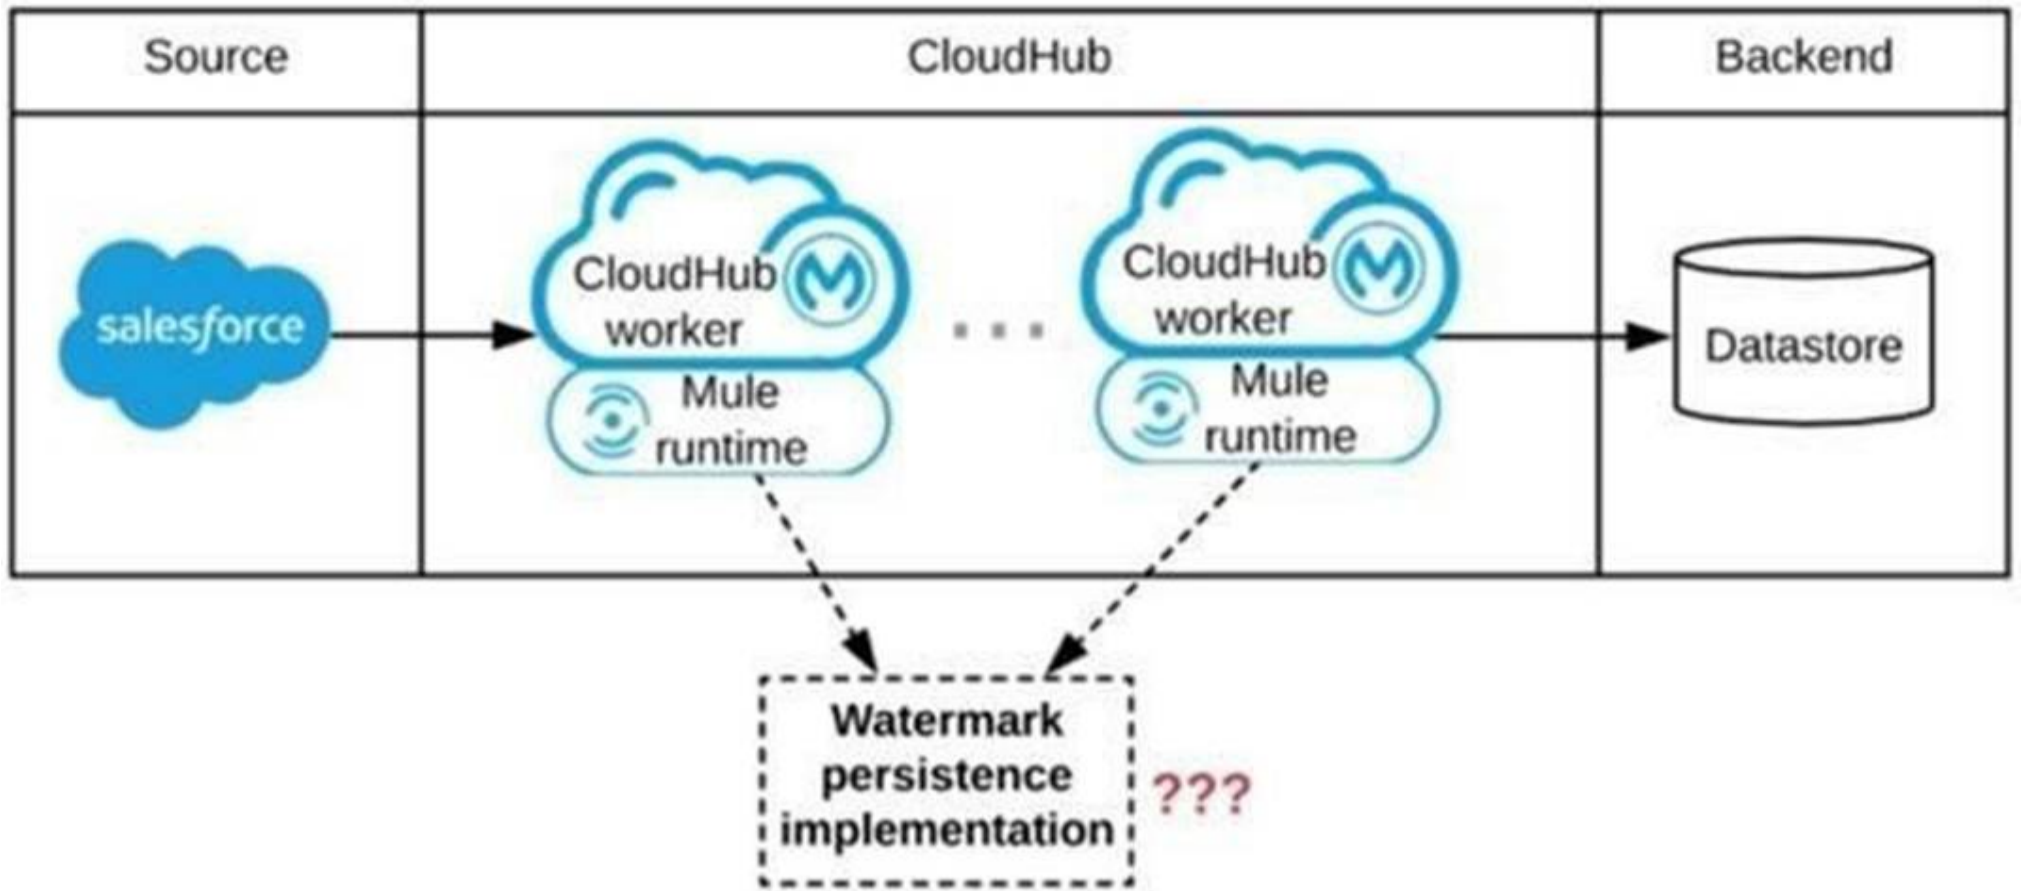 Source
CloudHub
Backend
salesforce
CloudHub
worker
Mule
runtime
CloudHub
worker
Mule
runtime
Datastore
Watermark
persistence
implementation
???